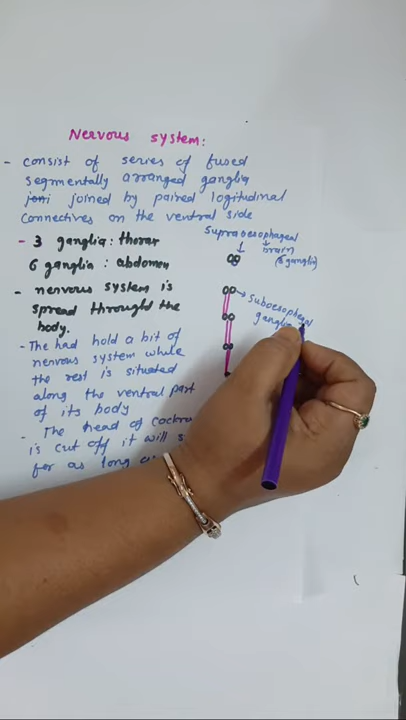 Nervous system:
- consist of series of fused
segmentally arranged ganglia
joni joined by paired logitudinal
connectives on the ventral side
- 3 ganglia: thorax
6 ganglia : abdomen
- nervous system is
spread throught the
body.
- The had hold a bit of
nervous system while
the rest is situated
along the ventral part
of its body
- The head of
is cut off it will
for as long
Supraoesophageal
brain
ganglia)
Suboesophageal